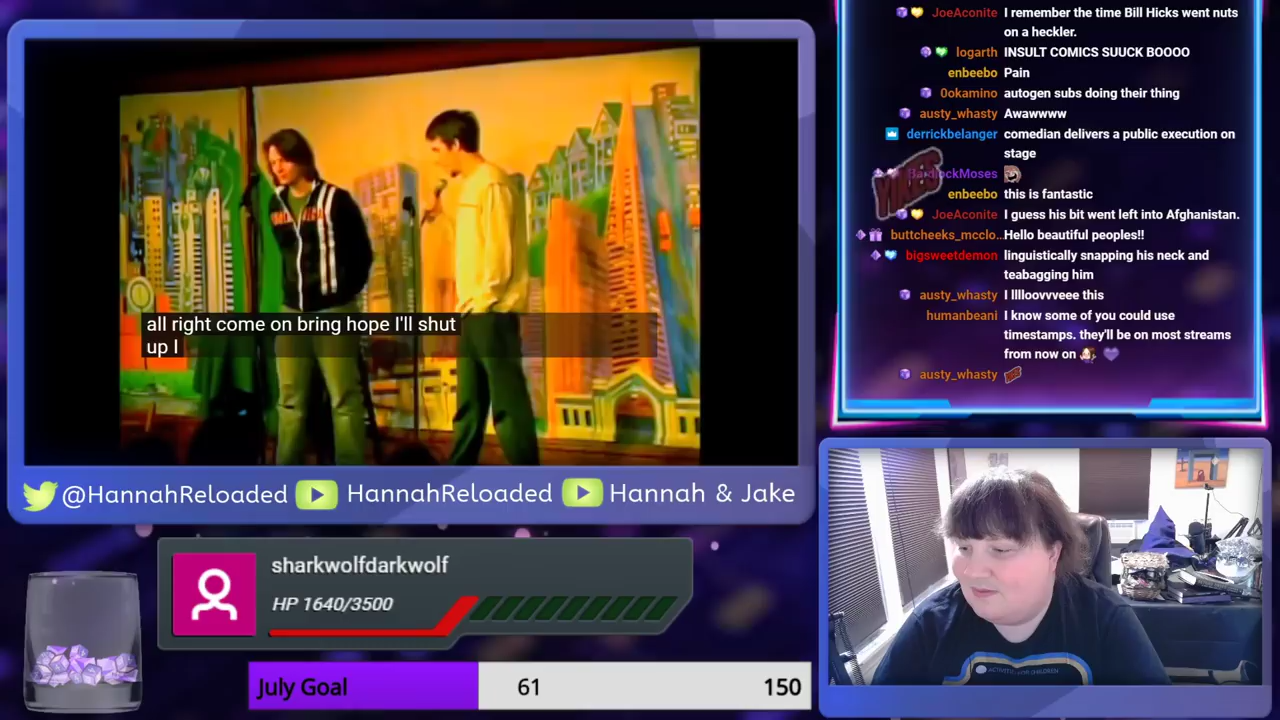 all right come on bring hope I'll shut
up I
@HannahReloaded HannahReloaded Hannah & Jake
sharkwolfdarkwolf
HP 1640/3500
July Goal 61 150
JoeAconite I remember the time Bill Hicks went nuts
on a heckler.
logarth INSULT COMICS SUUCK BOOOO
enbeebo Pain
0okamino autogen subs doing their thing
austy_whasty Awawwww
derrickbelanger comedian delivers a public execution on
stage
YIKES
enbeebo this is fantastic
JoeAconite I guess his bit went left into Afghanistan.
buttcheeks_mcclo... Hello beautiful peoples!!
bigsweetdemon linguistically snapping his neck and
teabagging him
austy_whasty I lllloovveee this
humanbeani I know some of you could use
timestamps. they'll be on most streams
from now on
austy_whasty